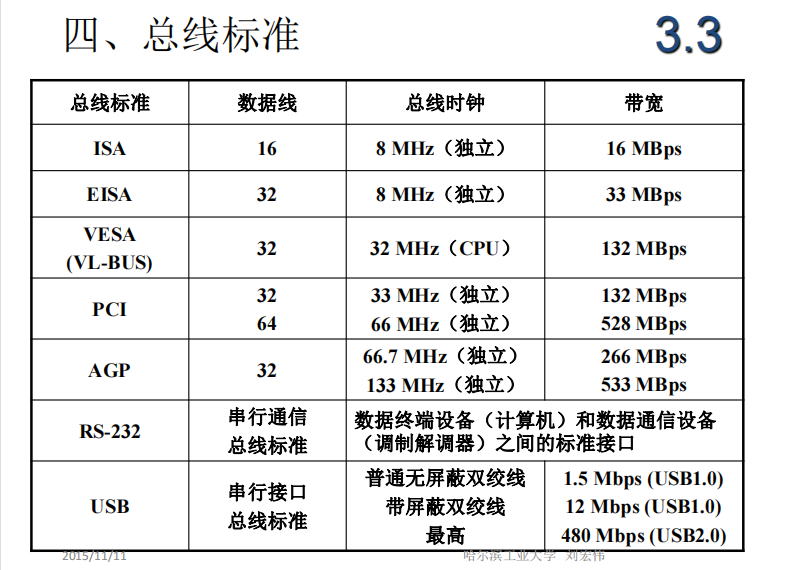 四、总线标准
3.3
总线标准 数据线 总线时钟 带宽
ISA 16 8 MHz（独立） 16 MBps
EISA 32 8 MHz（独立） 33 MBps
VESA
(VL-BUS) 32 32 MHz（CPU） 132 MBps
PCI
32 33 MHz（独立） 132 MBps
64 66 MHz（独立） 528 MBps
AGP 32
66.7 MHz（独立） 266 MBps
133 MHz（独立） 533 MBps
RS-232
串行通信
总线标准
数据终端设备（计算机）和数据通信设备
（调制解调器）之间的标准接口
USB
串行接口
总线标准
普通无屏蔽双绞线 1.5 Mbps (USB1.0)
带屏蔽双绞线 12 Mbps (USB1.0)
最高 480 Mbps (USB2.0)
2015/11/11 哈尔滨工业大学 刘宏伟